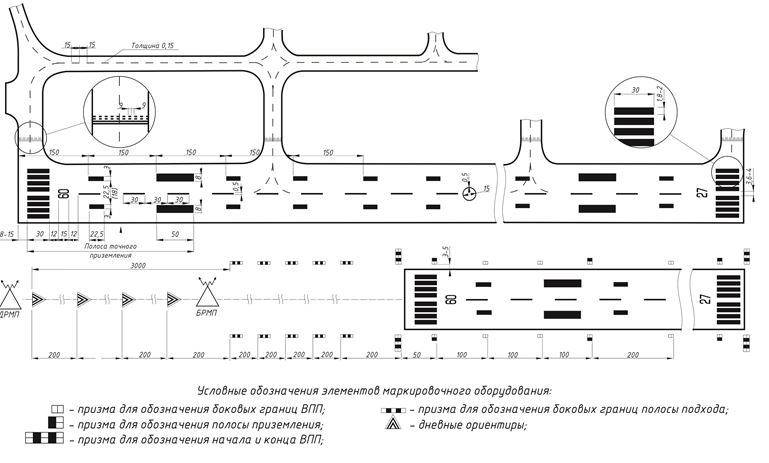 15 15
Толщина 0,15
9 9
30
1,8-2
150 150 150 150 150
3
22,5
(18)
3
60
8
8
0,5
30 30 30
0,5
15
27
3,6-4
8-15 30 12 15 12 22,5 50
Полоса точного
приземления
3000
3-5
60
27
ДРМП
БРМП
200 200 200 200 200 200 200 200 200 50 100 100 100 200
Условные обозначения элементов маркировочного оборудования:
– призма для обозначения боковых границ ВПП;
– призма для обозначения боковых границ полосы подхода;
– призма для обозначения полосы приземления;
– дневные ориентиры;
– призма для обозначения начала и конца ВПП;